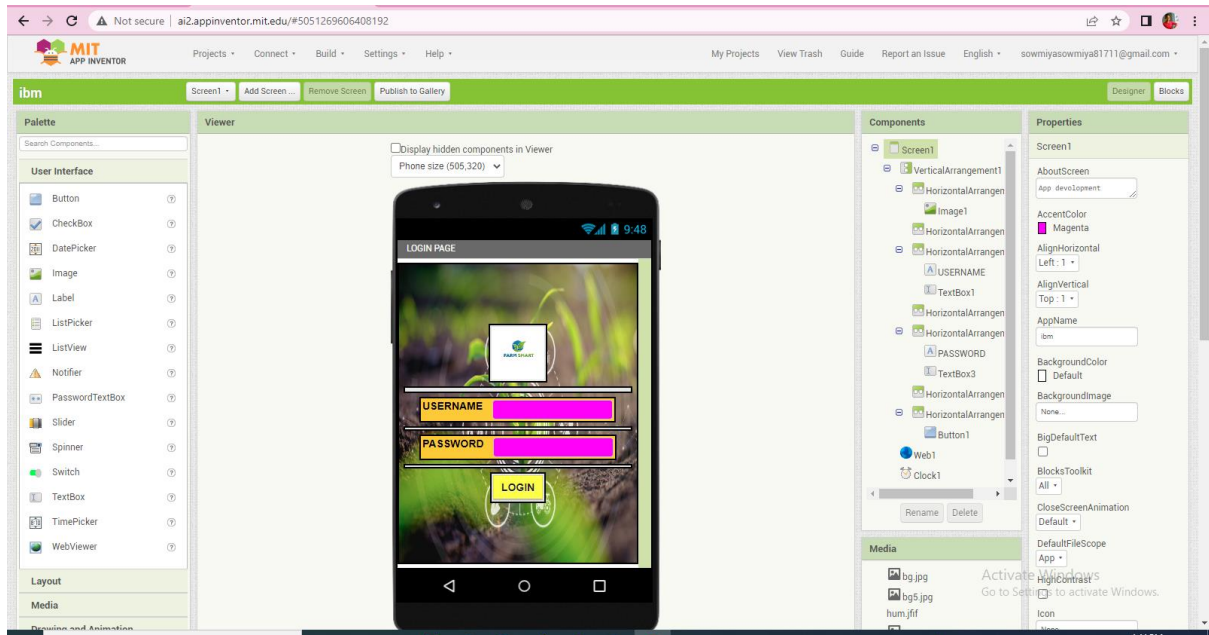 Not secure | ai2.appinventor.mit.edu/#5051269606408192
MIT
APP INVENTOR
Projects Connect Build Settings Help My Projects View Trash Guide Report an Issue English sowmiyasowmiya81711@gmail.com
ibm Screen1 Add Screen ... Remove Screen Publish to Gallery Designer Blocks
Palette
Search Components...
User Interface
Button
CheckBox
DatePicker
Image
Label
ListPicker
ListView
Notifier
PasswordTextBox
Slider
Spinner
Switch
TextBox
TimePicker
WebViewer
Layout
Media
Drawing and Animation
Viewer
Display hidden components in Viewer
Phone size (505,320)
9:48
LOGIN PAGE
FARM SMART
USERNAME
PASSWORD
LOGIN
Components
Screen1
VerticalArrangement1
HorizontalArrangen
Image1
HorizontalArrangen
HorizontalArrangen
USERNAME
TextBox1
HorizontalArrangen
HorizontalArrangen
PASSWORD
TextBox3
HorizontalArrangen
HorizontalArrangen
Button1
Web1
Clock1
Rename Delete
Media
bg.jpg
bg5.jpg
hum.jfif
Properties
Screen1
AboutScreen
App devolopment
AccentColor
Magenta
AlignHorizontal
Left : 1
AlignVertical
Top : 1
AppName
ibm
BackgroundColor
Default
BackgroundImage
None...
BigDefaultText
BlocksToolkit
All
CloseScreenAnimation
Default
DefaultFileScope
App
HighContrast
Icon
None...
Activate Windows
Go to Settings to activate Windows.